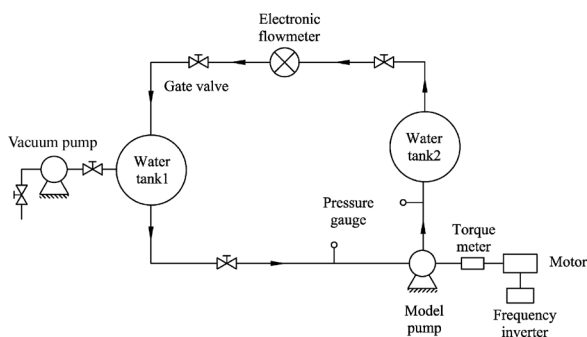 Electronic
flowmeter
Gate valve
Vacuum pump
Water
tank1
Water
tank2
Pressure
gauge
Torque
meter
Motor
Model
pump
Frequency
inverter